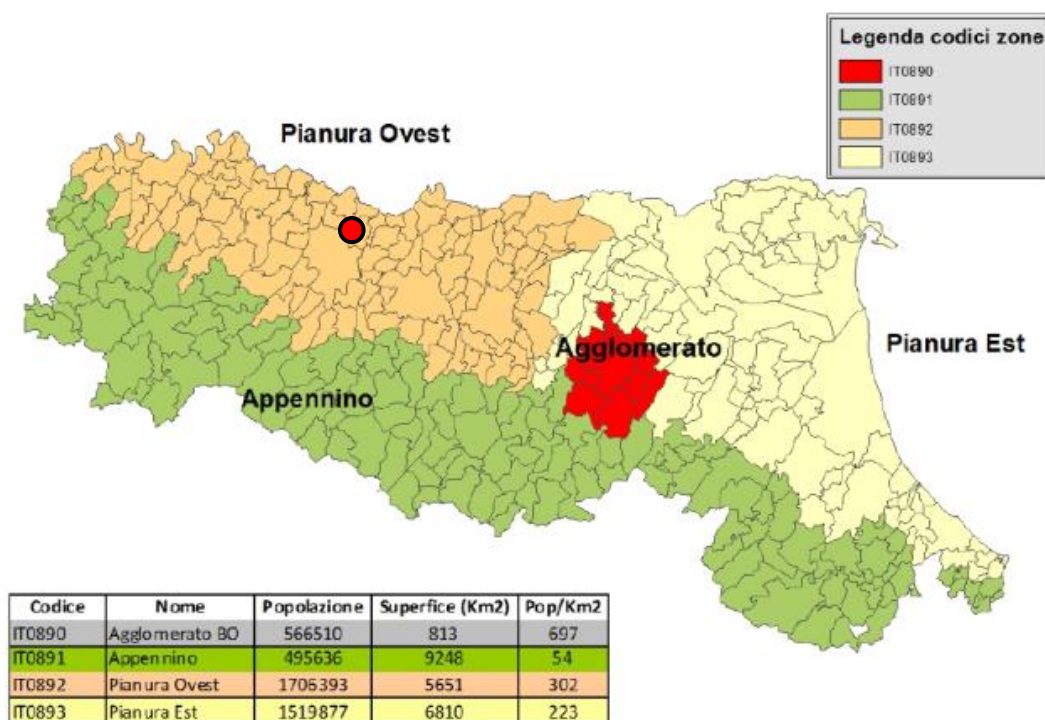 Legenda codici zone
IT0890
IT0891
IT0892
IT0893
Pianura Ovest
Agglomerato
Pianura Est
Appennino
Codice Nome Popolazione Superfice (Km2) Pop/Km2
IT0890 Agglomerato BO 566510 813 697
IT0891 Appennino 495636 9248 54
IT0892 Pianura Ovest 1706393 5651 302
IT0893 Pianura Est 1519877 6810 223